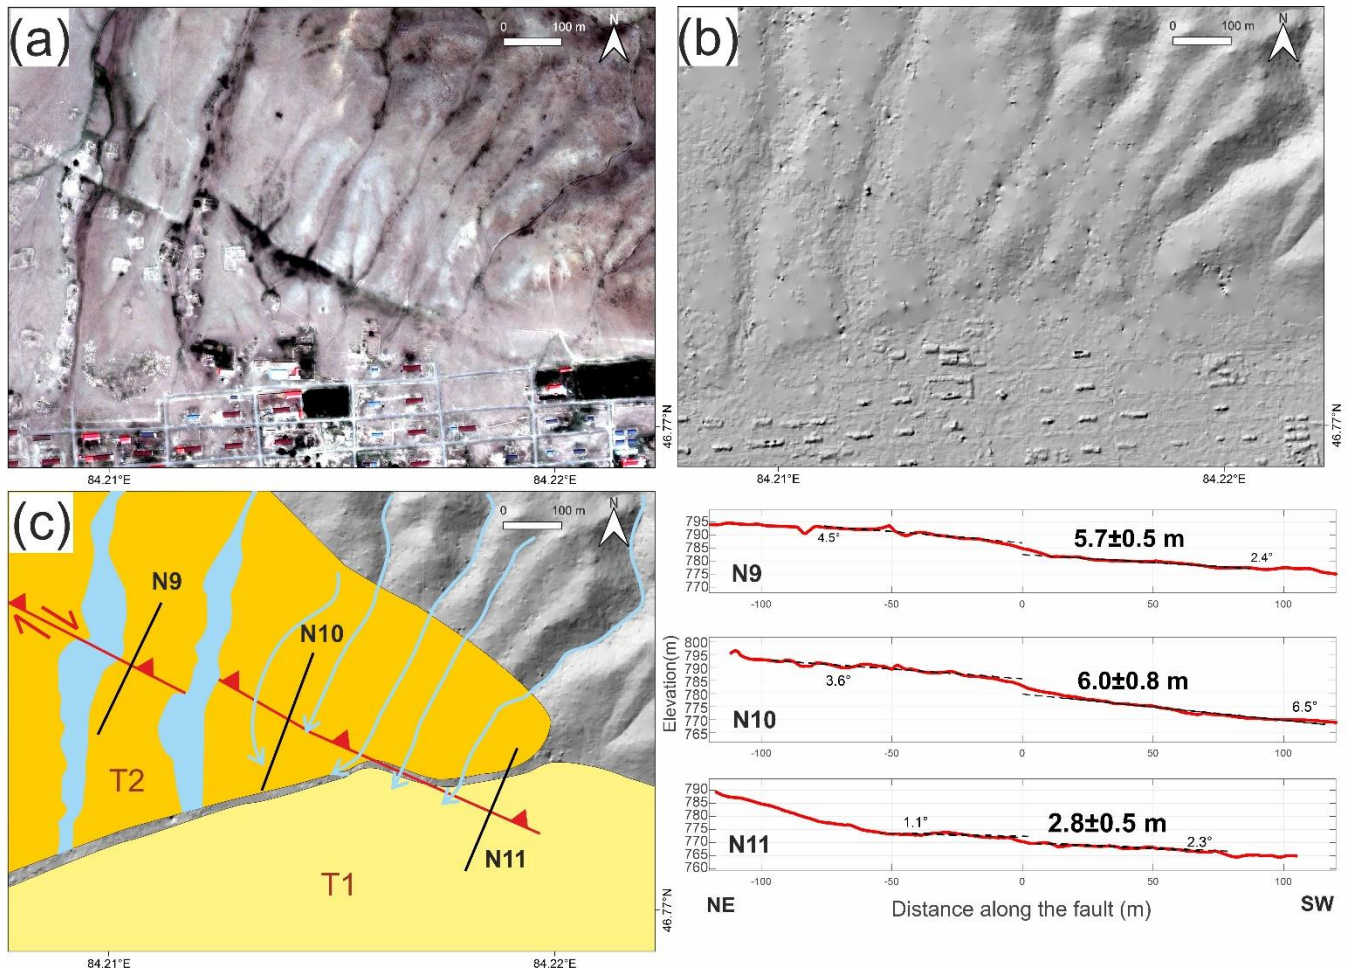 (a)
0 100 m
N
84.21°E
84.22°E
46.77°N
(b)
0 100 m
N
84.21°E
84.22°E
46.77°N
(c)
0 100 m
N
N9
N10
N11
T2
T1
84.21°E
84.22°E
46.77°N
795
790
785
780
775
770
4.5°
5.7±0.5 m
2.4°
N9
-100 -50 0 50 100
800
795
790
785
780
775
770
765
3.6°
6.0±0.8 m
6.5°
N10
Elevation(m)
-100 -50 0 50 100
790
785
780
775
770
765
760
1.1°
2.8±0.5 m
2.3°
N11
-100 -50 0 50 100
NE Distance along the fault (m) SW